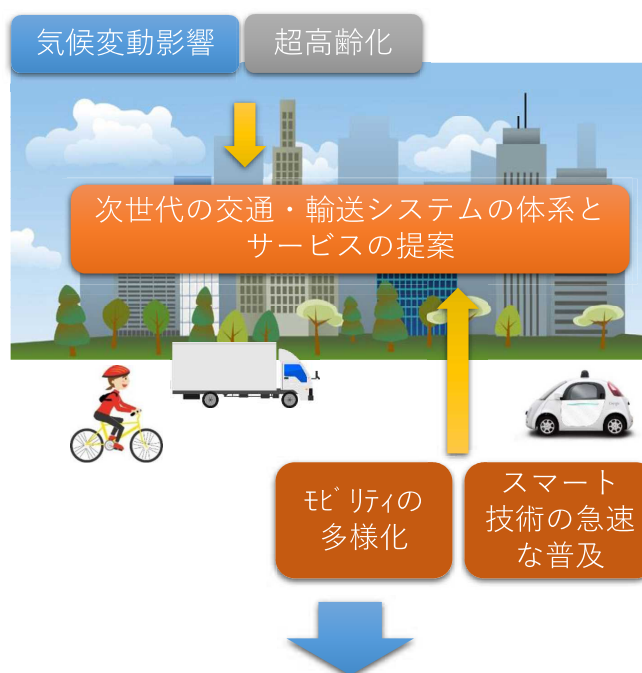 気候変動影響
超高齢化
次世代の交通・輸送システムの体系と
サービスの提案
ﾓﾋﾞﾘﾃｨの
多様化
スマート
技術の急速
な普及